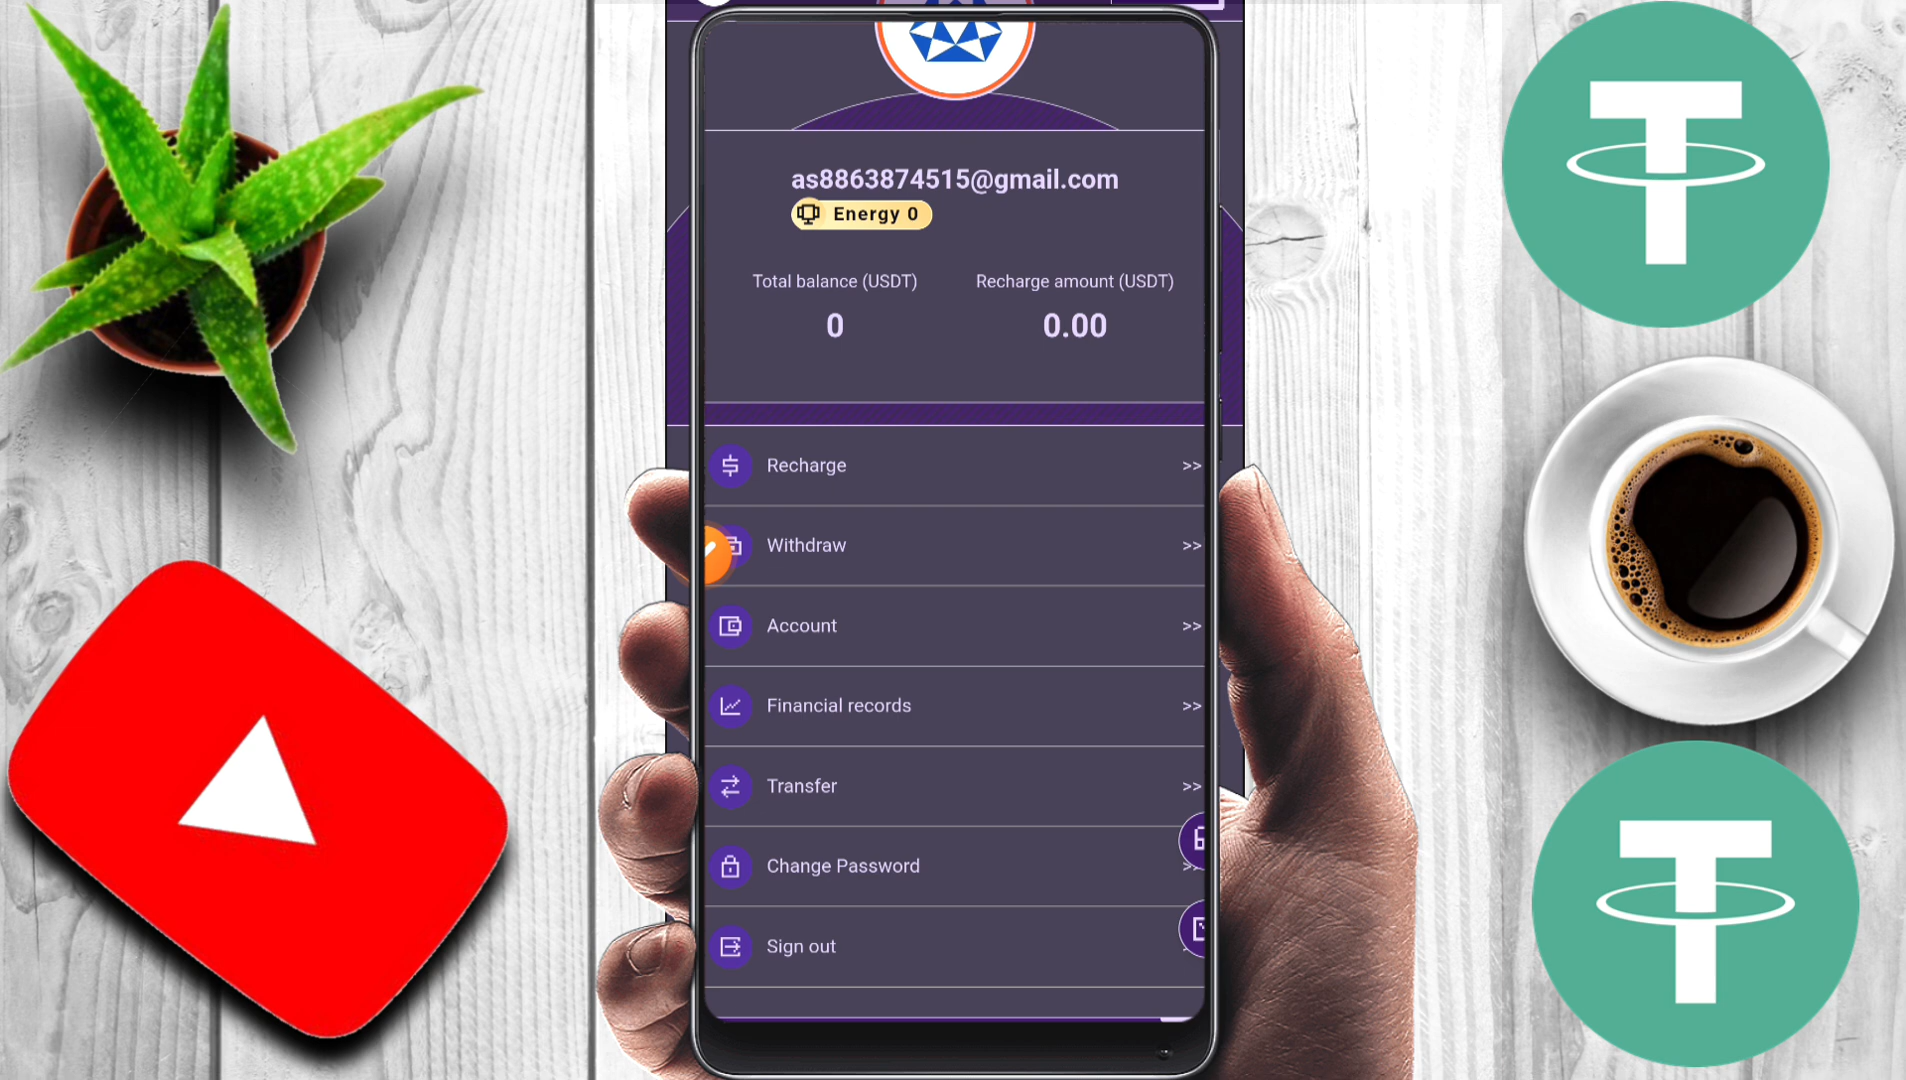 as8863874515@gmail.com
Energy 0
Total balance (USDT)
Recharge amount (USDT)
0
0.00
Recharge >>
Withdraw >>
Account >>
Financial records >>
Transfer >>
Change Password >>
Sign out